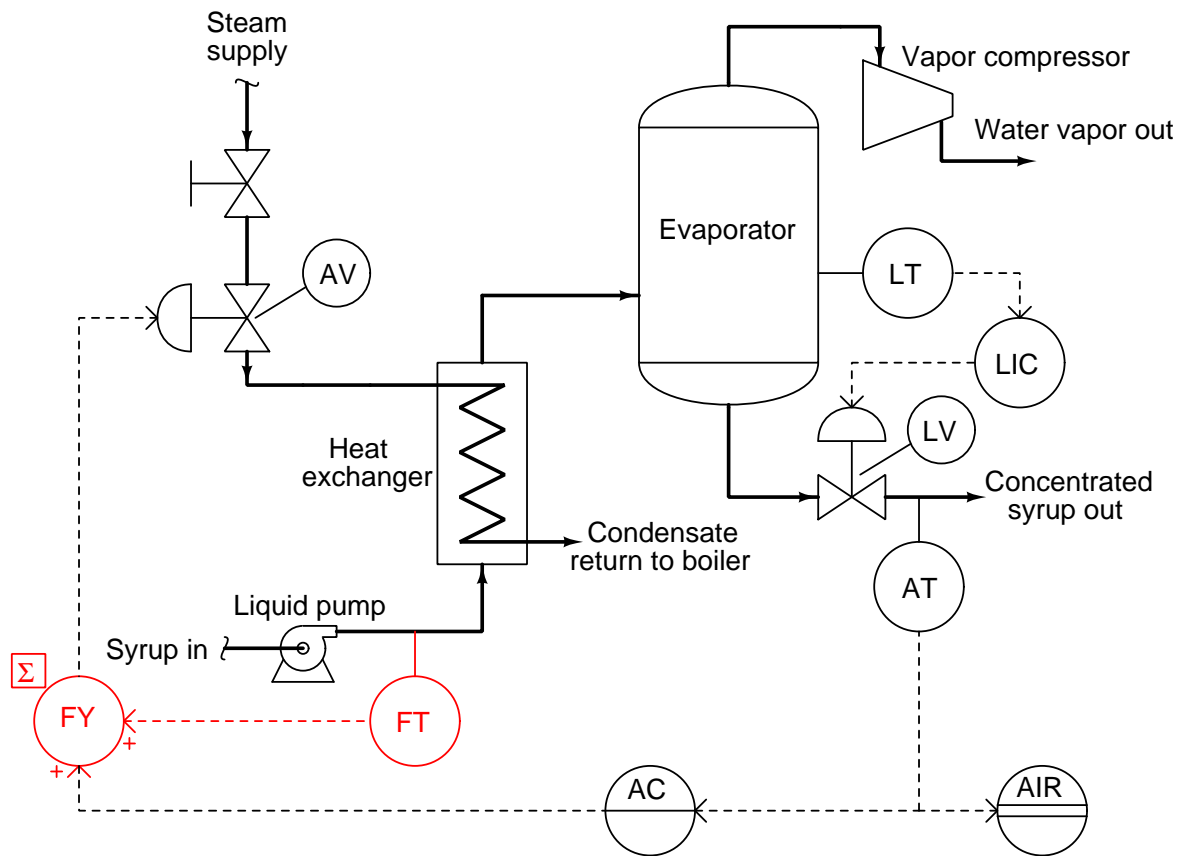 Steam
supply
Vapor compressor
Water vapor out
Evaporator
LT
AV
LIC
LV
Heat
exchanger
Concentrated
syrup out
Condensate
return to boiler
AT
Liquid pump
Syrup in
Σ
FY
+
+
FT
AC
AIR